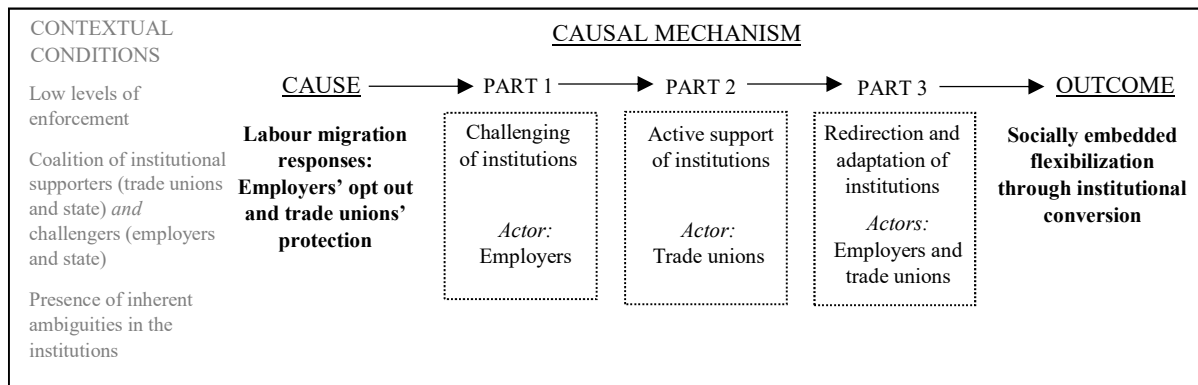 CONTEXTUAL
CONDITIONS
Low levels of
enforcement
Coalition of institutional
supporters (trade unions
and state) and
challengers (employers
and state)
Presence of inherent
ambiguities in the
institutions
CAUSAL MECHANISM
CAUSE
Labour migration
responses:
Employers’ opt out
and trade unions’
protection
PART 1
Challenging
of institutions
Actor:
Employers
PART 2
Active support
of institutions
Actor:
Trade unions
PART 3
Redirection and
adaptation of
institutions
Actors:
Employers and
trade unions
OUTCOME
Socially embedded
flexibilization
through institutional
conversion